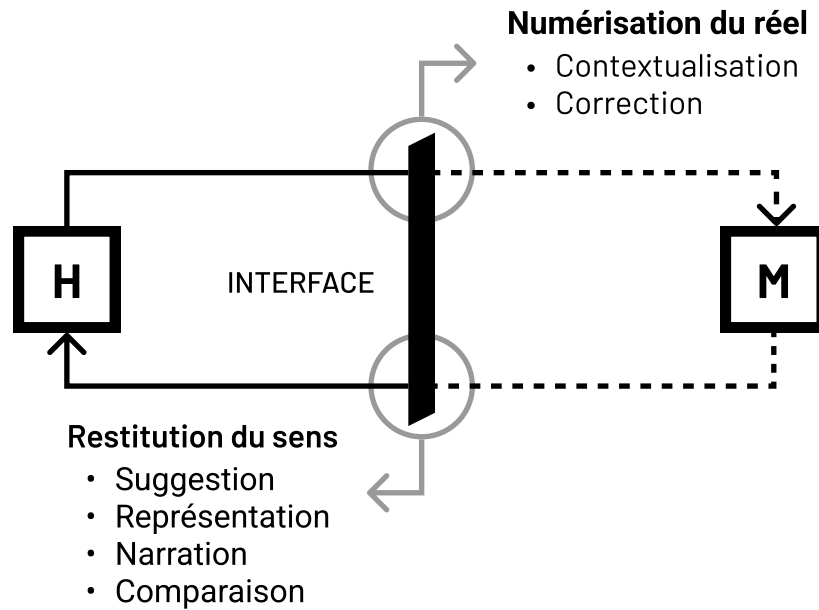 Numérisation du réel
• Contextualisation
• Correction
H
INTERFACE
M
Restitution du sens
• Suggestion
• Représentation
• Narration
• Comparaison